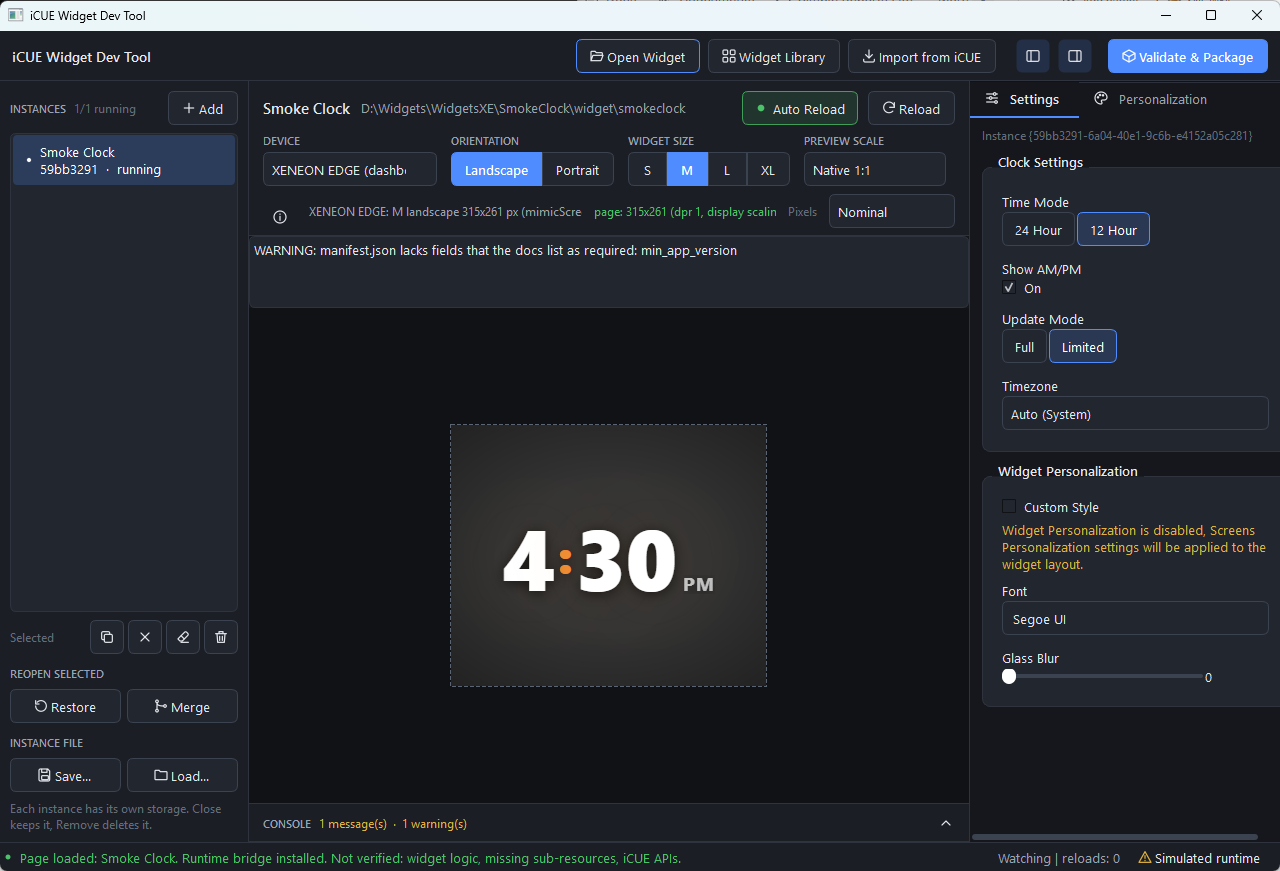 iCUE Widget Dev Tool
iCUE Widget Dev Tool
Open Widget
Widget Library
Import from iCUE
Validate & Package
INSTANCES 1/1 running
+ Add
Smoke Clock
59bb3291 · running
Selected
REOPEN SELECTED
Restore
Merge
INSTANCE FILE
Save...
Load...
Each instance has its own storage. Close
keeps it, Remove deletes it.
Smoke Clock D:\Widgets\WidgetsXE\SmokeClock\widget\smokeclock
Auto Reload
Reload
DEVICE
XENEON EDGE (dashb
ORIENTATION
Landscape
Portrait
WIDGET SIZE
S
M
L
XL
PREVIEW SCALE
Native 1:1
XENEON EDGE: M landscape 315x261 px (mimicScre
page: 315x261 (dpr 1, display scalin
Pixels
Nominal
WARNING: manifest.json lacks fields that the docs list as required: min_app_version
4:30 PM
CONSOLE 1 message(s) · 1 warning(s)
Settings
Personalization
Instance {59bb3291-6a04-40e1-9c6b-e4152a05c281}
Clock Settings
Time Mode
24 Hour
12 Hour
Show AM/PM
On
Update Mode
Full
Limited
Timezone
Auto (System)
Widget Personalization
Custom Style
Widget Personalization is disabled, Screens
Personalization settings will be applied to the
widget layout.
Font
Segoe UI
Glass Blur
0
Page loaded: Smoke Clock. Runtime bridge installed. Not verified: widget logic, missing sub-resources, iCUE APIs.
Watching | reloads: 0
Simulated runtime